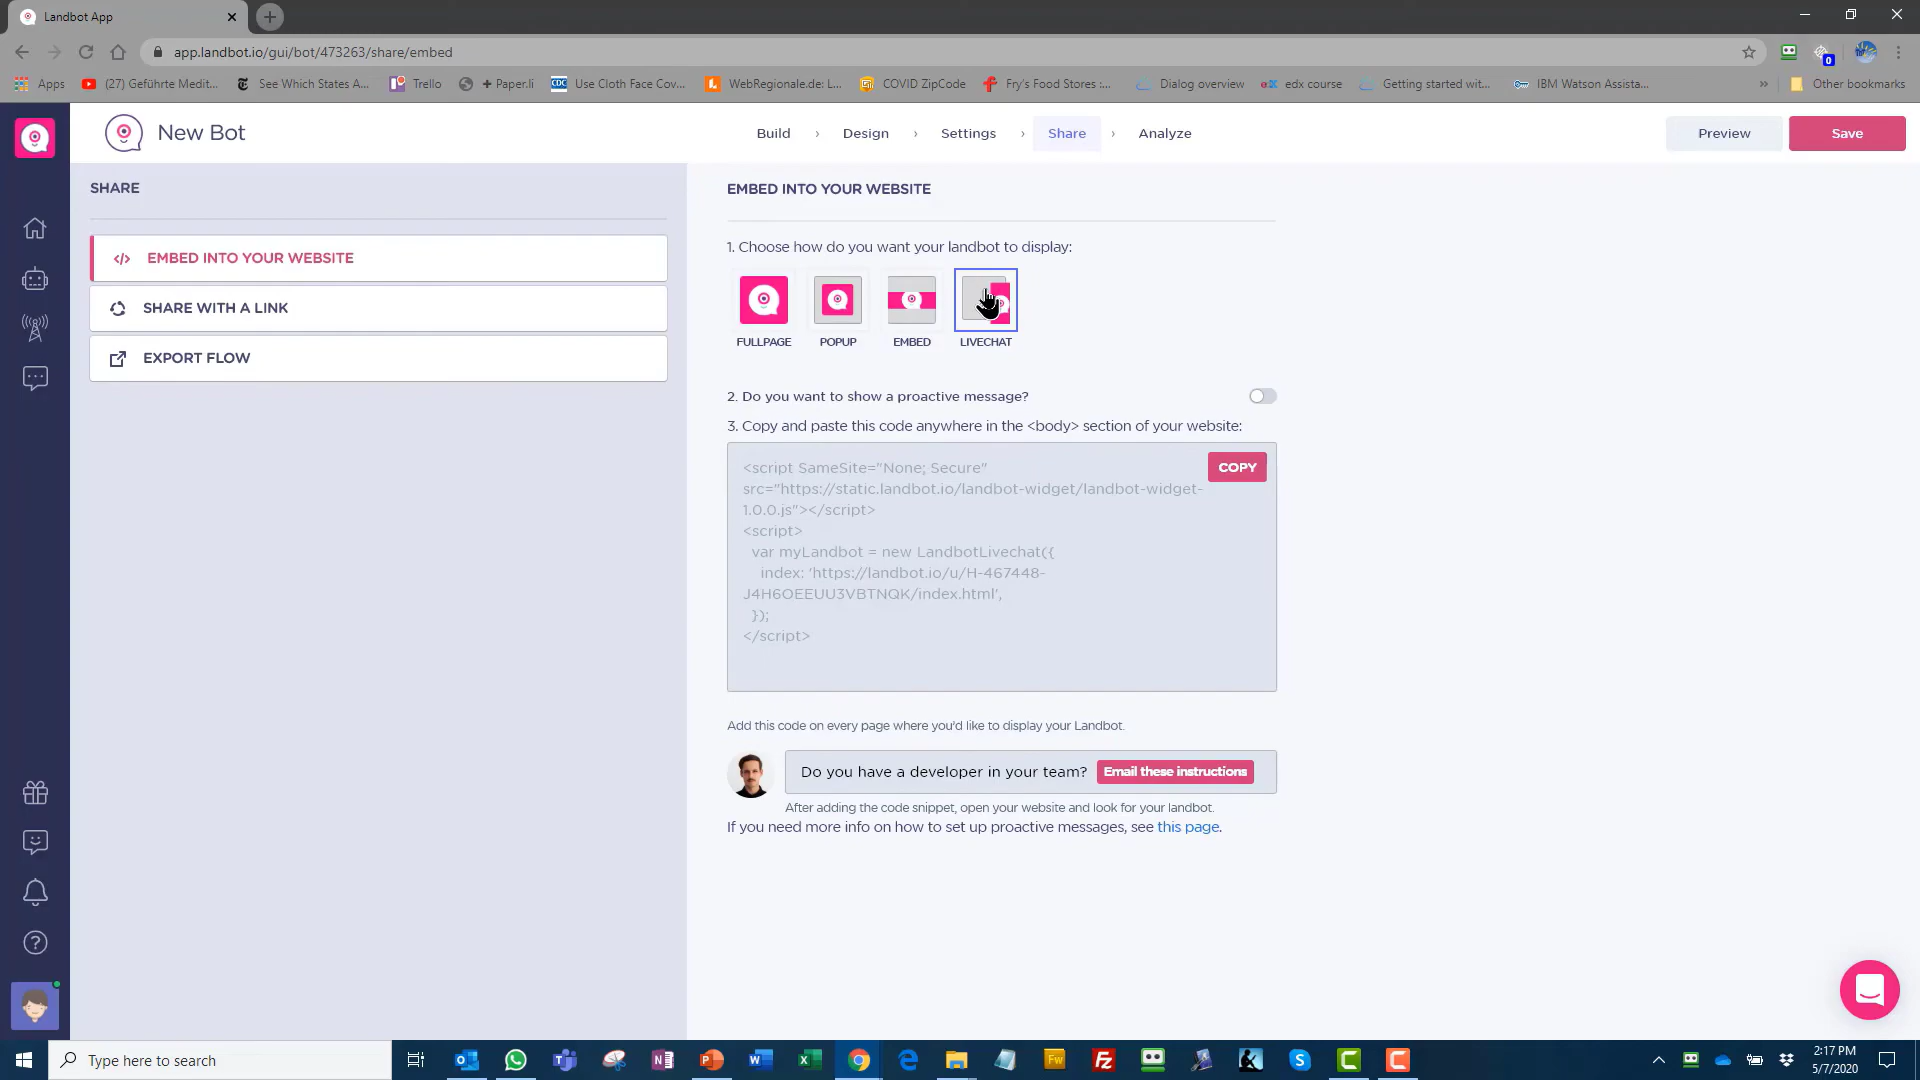 Landbot App
app.landbot.io/gui/bot/473263/share/embed
0
Apps
(27) Geführte Medit...
See Which States A...
Trello
+ Paper.li
CDC
Use Cloth Face Cov...
WebRegionale.de: L...
COVID ZipCode
Fry's Food Stores :...
Dialog overview
edx course
Getting started wit...
IBM Watson Assista...
»
Other bookmarks
New Bot
Build
Design
Settings
Share
Analyze
Preview
Save
SHARE
</> EMBED INTO YOUR WEBSITE
SHARE WITH A LINK
EXPORT FLOW
EMBED INTO YOUR WEBSITE
1. Choose how do you want your landbot to display:
FULLPAGE
POPUP
EMBED
LIVECHAT
2. Do you want to show a proactive message?
3. Copy and paste this code anywhere in the <body> section of your website:
COPY
<script SameSite="None; Secure"
src="https://static.landbot.io/landbot-widget/landbot-widget-
1.0.0.js"></script>
<script>
var myLandbot = new LandbotLivechat({
index: 'https://landbot.io/u/H-467448-
J4H6OEEUU3VBTNQK/index.html',
});
</script>
Add this code on every page where you'd like to display your Landbot.
Do you have a developer in your team? Email these instructions
After adding the code snippet, open your website and look for your landbot.
If you need more info on how to set up proactive messages, see this page.
Type here to search
2:17 PM
5/7/2020